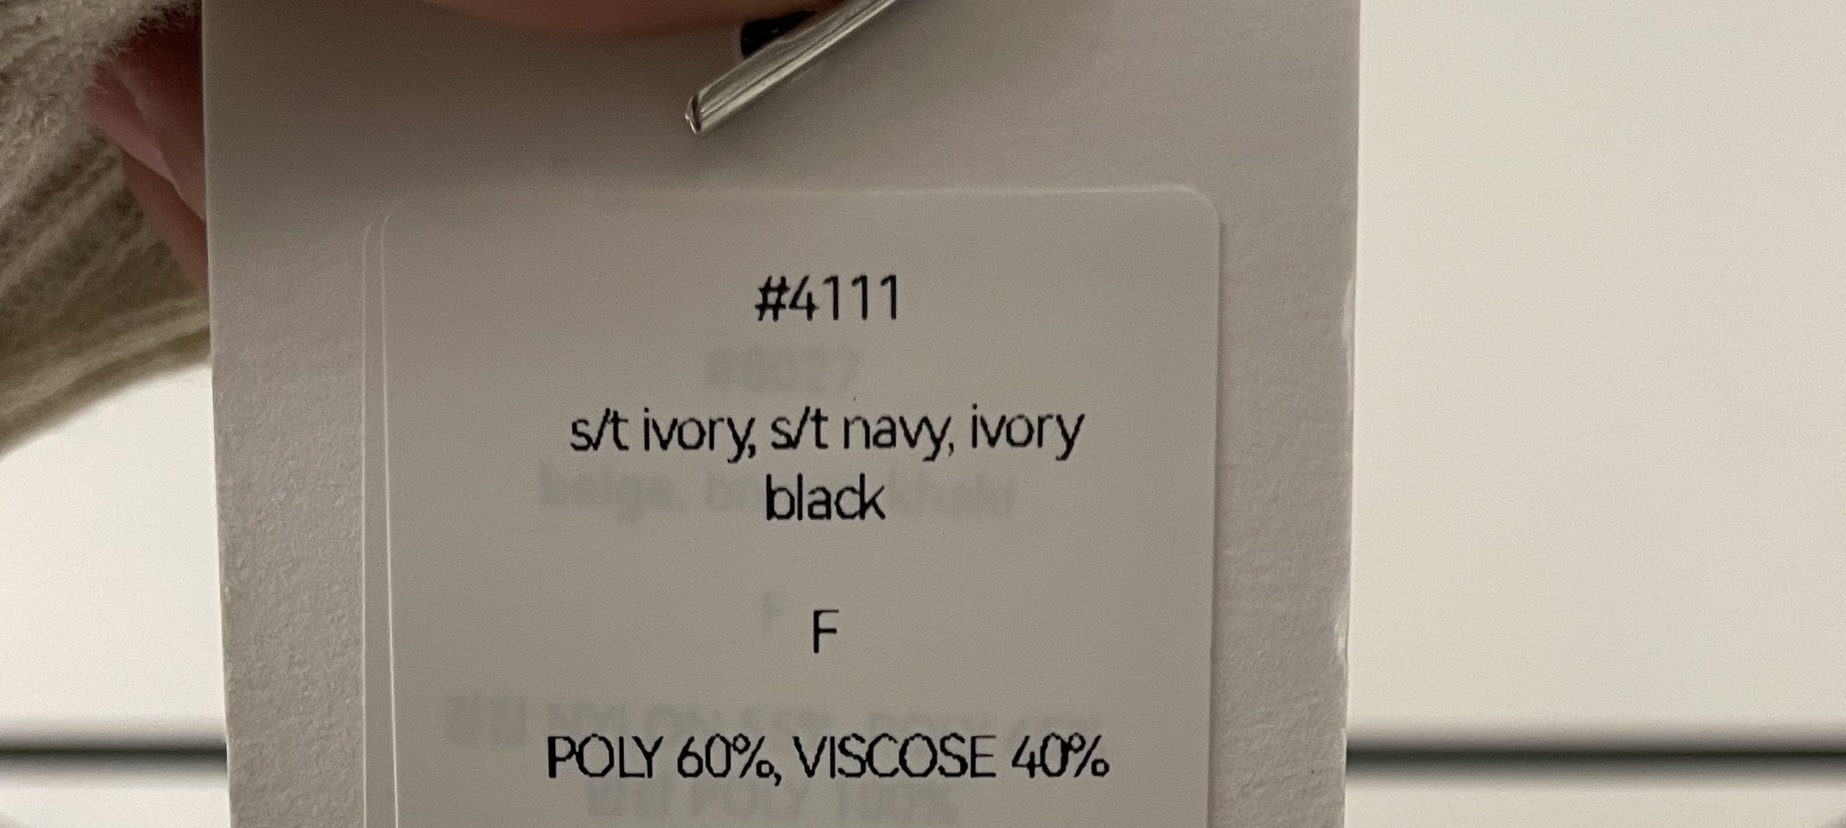 #4111
s/t ivory, s/t navy, ivory
black
F
POLY 60%, VISCOSE 40%